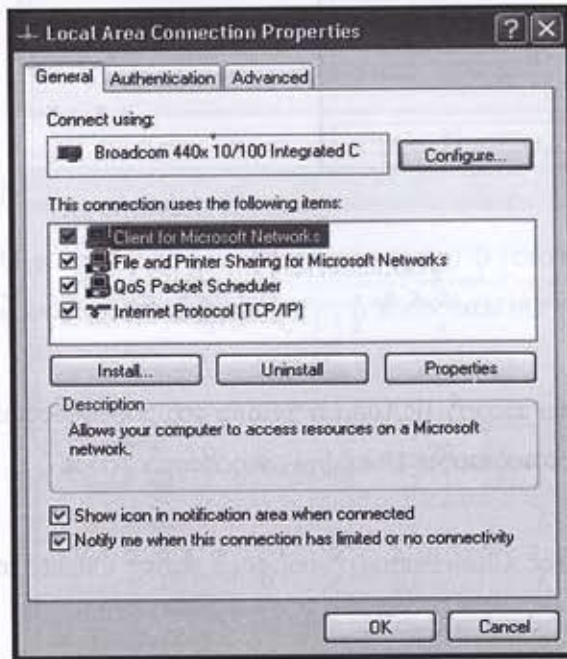 Local Area Connection Properties
General Authentication Advanced
Connect using:
Broadcom 440x 10/100 Integrated C Configure...
This connection uses the following items:
Client for Microsoft Networks
File and Printer Sharing for Microsoft Networks
QoS Packet Scheduler
Internet Protocol (TCP/IP)
Install... Uninstall Properties
Description
Allows your computer to access resources on a Microsoft
network.
Show icon in notification area when connected
Notify me when this connection has limited or no connectivity
OK Cancel